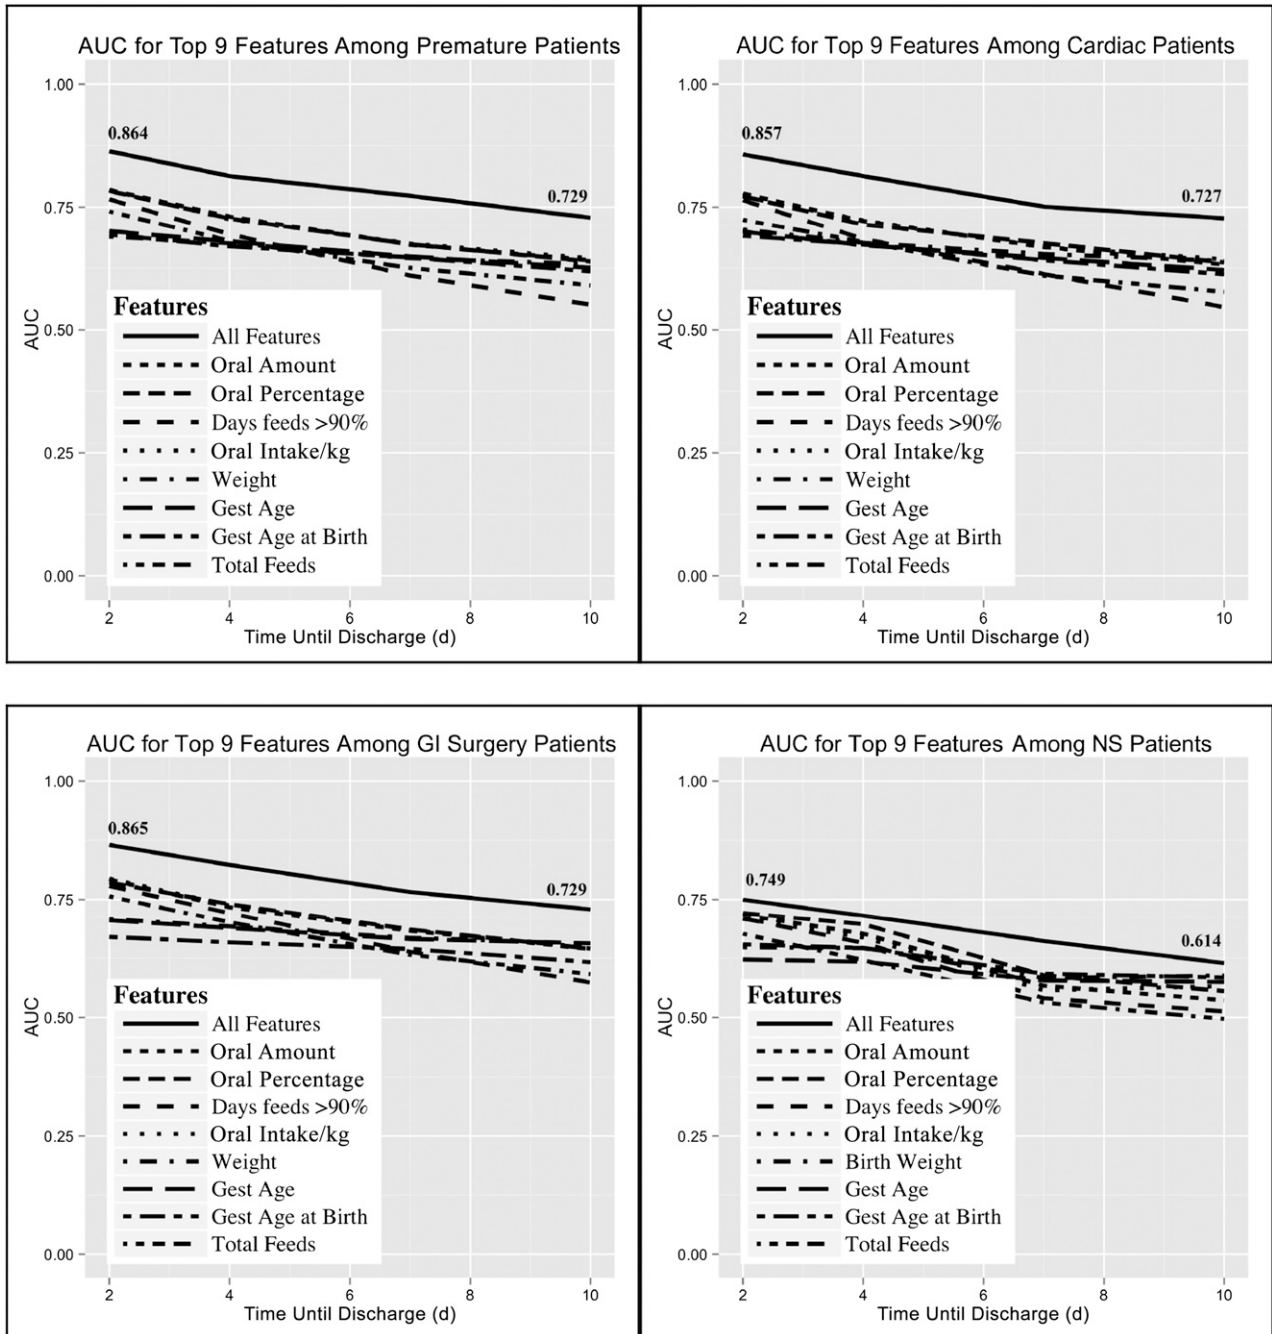 AUC for Top 9 Features Among Premature Patients
1.00
0.864
0.75
0.729
0.50
AUC
Features
All Features
Oral Amount
Oral Percentage
Days feeds >90%
0.25
Oral Intake/kg
Weight
Gest Age
Gest Age at Birth
Total Feeds
0.00
2 4 6 8 10
Time Until Discharge (d)
AUC for Top 9 Features Among Cardiac Patients
1.00
0.857
0.75
0.727
0.50
AUC
Features
All Features
Oral Amount
Oral Percentage
Days feeds >90%
0.25
Oral Intake/kg
Weight
Gest Age
Gest Age at Birth
Total Feeds
0.00
2 4 6 8 10
Time Until Discharge (d)
AUC for Top 9 Features Among GI Surgery Patients
1.00
0.865
0.75
0.729
0.50
AUC
Features
All Features
Oral Amount
Oral Percentage
Days feeds >90%
0.25
Oral Intake/kg
Weight
Gest Age
Gest Age at Birth
Total Feeds
0.00
2 4 6 8 10
Time Until Discharge (d)
AUC for Top 9 Features Among NS Patients
1.00
0.749
0.75
0.614
0.50
AUC
Features
All Features
Oral Amount
Oral Percentage
Days feeds >90%
0.25
Oral Intake/kg
Birth Weight
Gest Age
Gest Age at Birth
Total Feeds
0.00
2 4 6 8 10
Time Until Discharge (d)